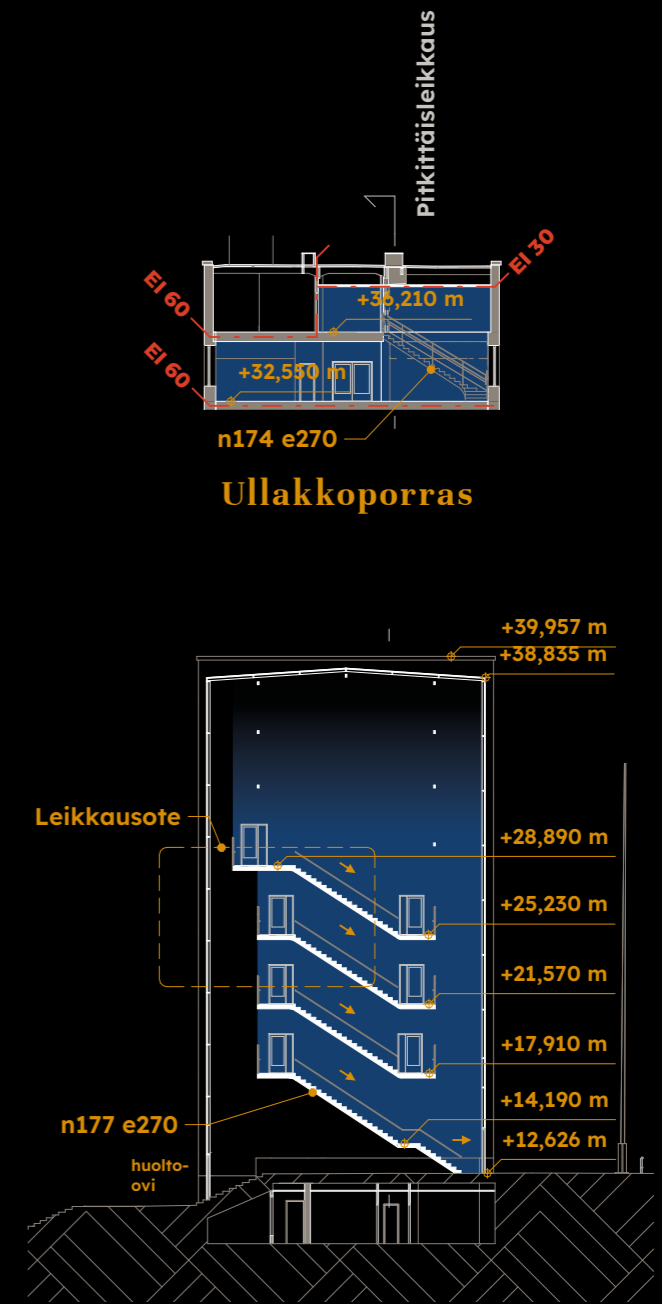 Pitkittäisleikkaus
EI 30
EI 60
+36,210 m
EI 60
+32,550 m
n174 e270
Ullakkoporras
+39,957 m
+38,835 m
Leikkausote
+28,890 m
+25,230 m
+21,570 m
+17,910 m
+14,190 m
n177 e270
+12,626 m
huolto-
ovi